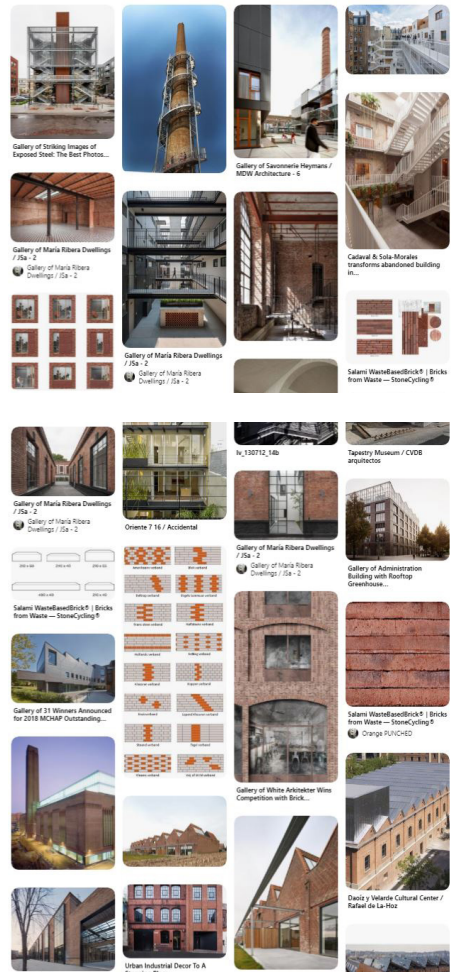 Gallery of Striking Images of
Exposed Steel: The Best Photos...
Gallery of María Ribera Dwellings
/ JSa - 2
Gallery of María Ribera
Dwellings / JSa - 2
Gallery of María Ribera Dwellings
/ JSa - 2
Gallery of María Ribera
Dwellings / JSa - 2
Gallery of Savonnerie Heymans /
MDW Architecture - 6
Cadaval & Sola-Morales
transforms abandoned building
in...
Salami WasteBasedBrick® | Bricks
from Waste — StoneCycling®
Gallery of María Ribera Dwellings
/ JSa - 2
Gallery of María Ribera
Dwellings / JSa - 2
Salami WasteBasedBrick® | Bricks
from Waste — StoneCycling®
Gallery of 31 Winners Announced
for 2018 MCHAP Outstanding...
Oriente 7 16 / Accidental
Urban Industrial Decor To A
lv_130712_14b
Gallery of María Ribera Dwellings
/ JSa - 2
Gallery of María Ribera
Dwellings / JSa - 2
Gallery of White Arkitekter Wins
Competition with Brick...
Tapestry Museum / CVDB
arquitectos
Gallery of Administration
Building with Rooftop
Greenhouse...
Salami WasteBasedBrick® | Bricks
from Waste — StoneCycling®
Orange PUNCHED
Daoiz y Velarde Cultural Center /
Rafael de La-Hoz